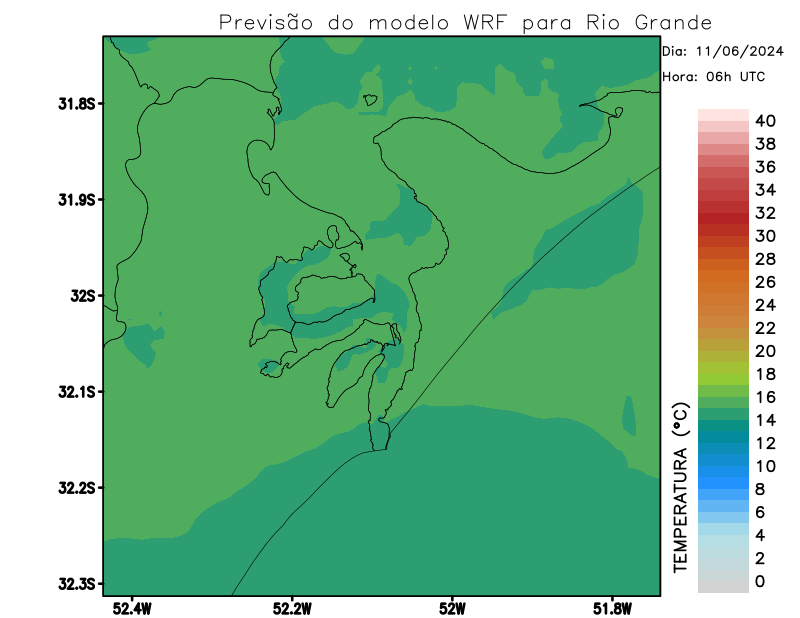 Previsão do modelo WRF para Rio Grande
Dia: 11/06/2024
Hora: 06h UTC
31.8S
31.9S
32S
32.1S
32.2S
32.3S
52.4W
52.2W
52W
51.8W
40
38
36
34
32
30
28
26
24
22
20
18
16
14
12
10
8
6
4
2
0
TEMPERATURA (°C)